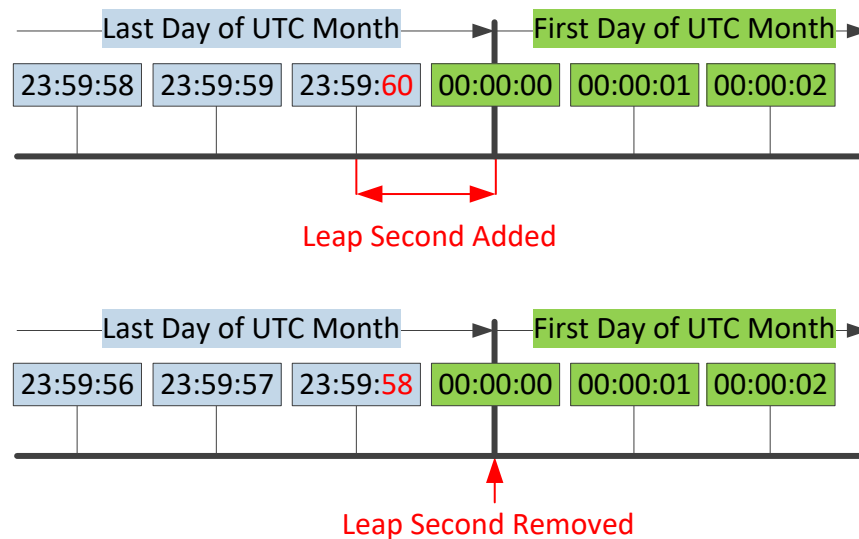 Last Day of UTC Month First Day of UTC Month
23:59:58 23:59:59 23:59:60 00:00:00 00:00:01 00:00:02
Leap Second Added
Last Day of UTC Month First Day of UTC Month
23:59:56 23:59:57 23:59:58 00:00:00 00:00:01 00:00:02
Leap Second Removed